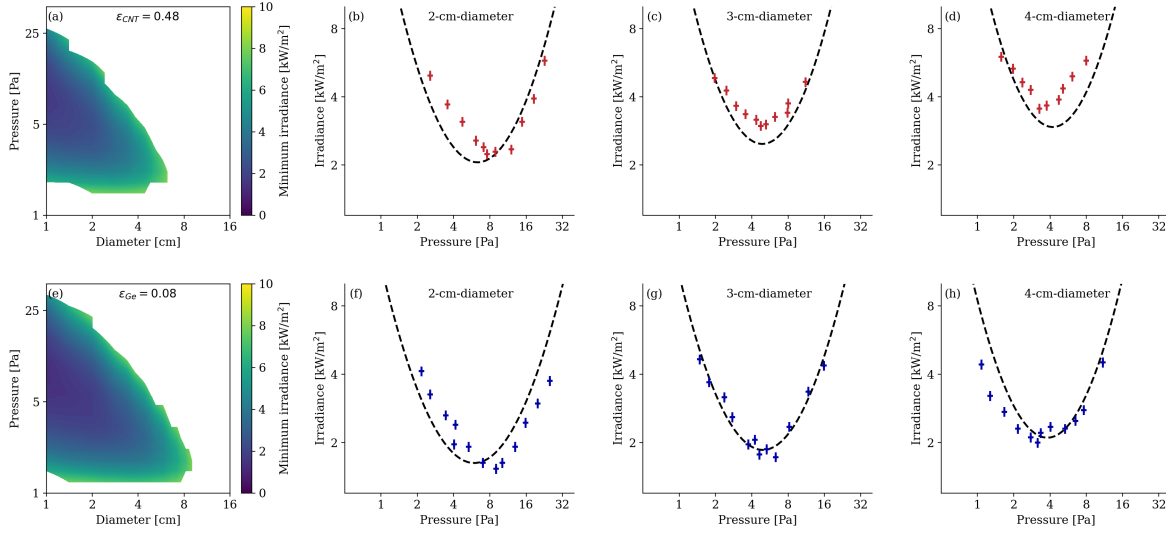 (a)
ε_CNT = 0.48
Pressure [Pa]
25
5
1
1 2 4 8 16
Diameter [cm]
10
8
6
4
2
0
Minimum irradiance [kW/m²]
(b)
2-cm-diameter
Irradiance [kW/m²]
8
4
2
1 2 4 8 16 32
Pressure [Pa]
(c)
3-cm-diameter
Irradiance [kW/m²]
8
4
2
1 2 4 8 16 32
Pressure [Pa]
(d)
4-cm-diameter
Irradiance [kW/m²]
8
4
2
1 2 4 8 16 32
Pressure [Pa]
(e)
ε_Ge = 0.08
Pressure [Pa]
25
5
1
1 2 4 8 16
Diameter [cm]
10
8
6
4
2
0
Minimum irradiance [kW/m²]
(f)
2-cm-diameter
Irradiance [kW/m²]
8
4
2
1 2 4 8 16 32
Pressure [Pa]
(g)
3-cm-diameter
Irradiance [kW/m²]
8
4
2
1 2 4 8 16 32
Pressure [Pa]
(h)
4-cm-diameter
Irradiance [kW/m²]
8
4
2
1 2 4 8 16 32
Pressure [Pa]